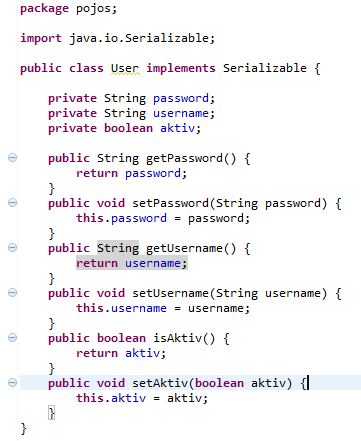 package pojos;
import java.io.Serializable;
public class User implements Serializable {
private String password;
private String username;
private boolean aktiv;
public String getPassword() {
return password;
}
public void setPassword(String password) {
this.password = password;
}
public String getUsername() {
return username;
}
public void setUsername(String username) {
this.username = username;
}
public boolean isAktiv() {
return aktiv;
}
public void setAktiv(boolean aktiv) {
this.aktiv = aktiv;
}
}